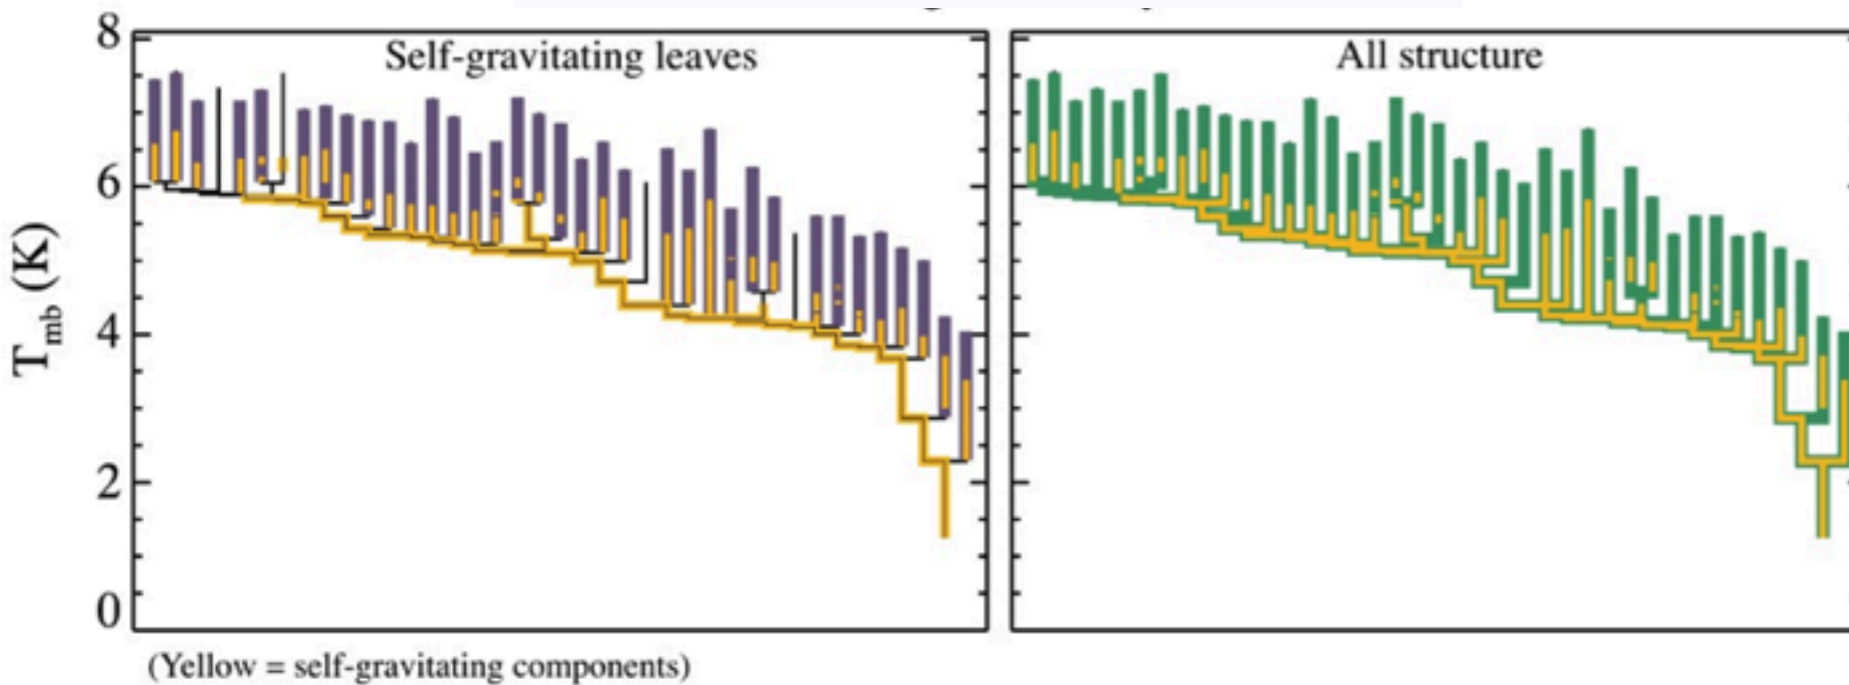 Self-gravitating leaves
All structure
8
6
4
2
0
T_mb (K)
(Yellow = self-gravitating components)